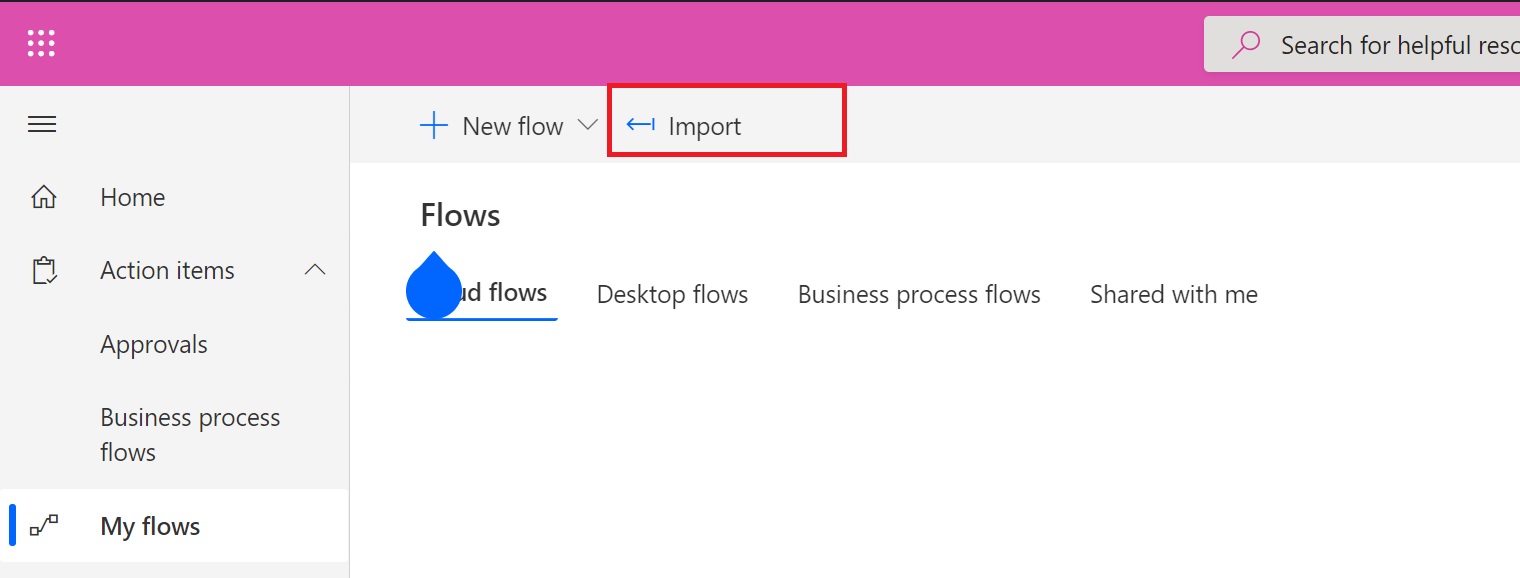 Search for helpful reso
New flow
Import
Home
Action items
Approvals
Business process
flows
My flows
Flows
ud flows
Desktop flows
Business process flows
Shared with me